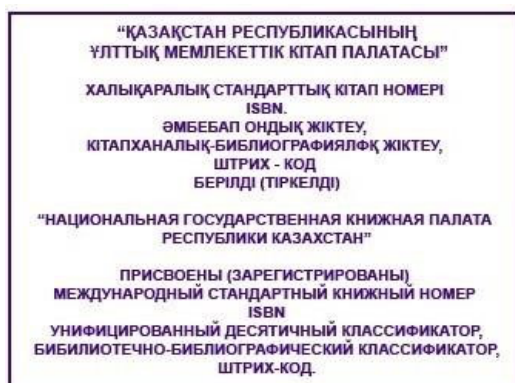 “ҚАЗАҚСТАН РЕСПУБЛИКАСЫНЫҢ
ҰЛТТЫҚ МЕМЛЕКЕТТІК КІТАП ПАЛАТАСЫ”
ХАЛЫҚАРАЛЫҚ СТАНДАРТТЫҚ КІТАП НОМЕРІ
ISBN.
ӘМБЕБАП ОНДЫҚ ЖІКТЕУ,
КІТАПХАНАЛЫҚ-БИБЛИОГРАФИЯЛФҚ ЖІКТЕУ,
ШТРИХ - КОД
БЕРІЛДІ (ТІРКЕЛДІ)
“НАЦИОНАЛЬНАЯ ГОСУДАРСТВЕННАЯ КНИЖНАЯ ПАЛАТА
РЕСПУБЛИКИ КАЗАХСТАН”
ПРИСВОЕНЫ (ЗАРЕГИСТРИРОВАНЫ)
МЕЖДУНАРОДНЫЙ СТАНДАРТНЫЙ КНИЖНЫЙ НОМЕР
ISBN
УНИФИЦИРОВАННЫЙ ДЕСЯТИЧНЫЙ КЛАССИФИКАТОР,
БИБИЛИОТЕЧНО-БИБЛИОГРАФИЧЕСКИЙ КЛАССИФИКАТОР,
ШТРИХ-КОД.